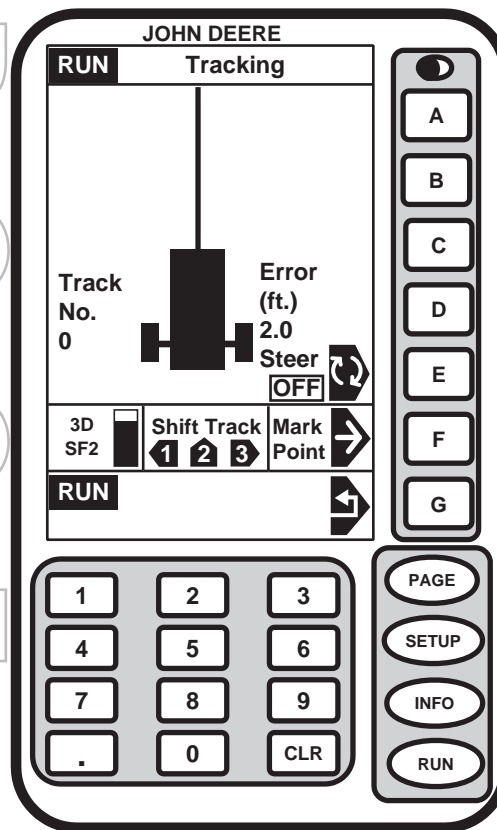 JOHN DEERE
RUN Tracking
Track
No.
0
Error
(ft.)
2.0
Steer
OFF
3D
SF2
Shift Track
1 2 3
Mark
Point
RUN
A
B
C
D
E
F
G
1 2 3
4 5 6
7 8 9
. 0 CLR
PAGE
SETUP
INFO
RUN